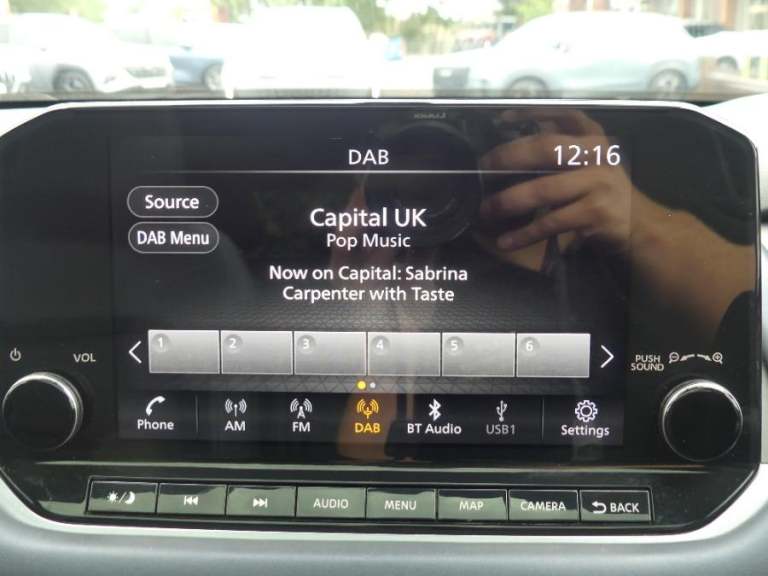 DAB
12:16
Source
DAB Menu
Capital UK
Pop Music
Now on Capital: Sabrina
Carpenter with Taste
1 2 3 4 5 6
VOL
PUSH
SOUND
Phone AM FM DAB BT Audio USB1 Settings
AUDIO MENU MAP CAMERA BACK